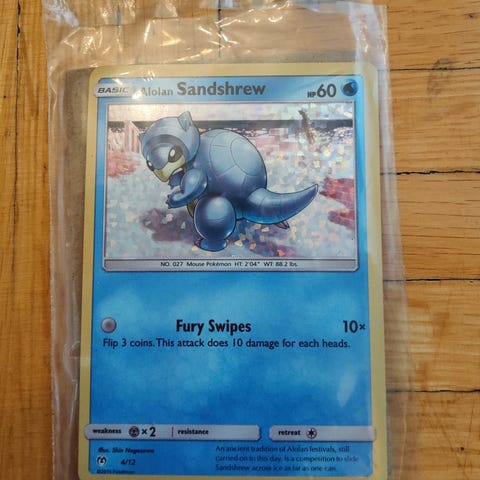 BASIC Alolan Sandshrew HP60
NO. 027 Mouse Pokémon HT: 2'04" WT: 88.2 lbs.
Fury Swipes 10×
Flip 3 coins. This attack does 10 damage for each heads.
weakness ×2 resistance retreat
Illus. Shin Nagasawa
4/12
©2019 Pokémon
An ancient tradition of Alolan festivals, still
carried on to this day, is a competition to slide
Sandshrew across ice as far as one can.